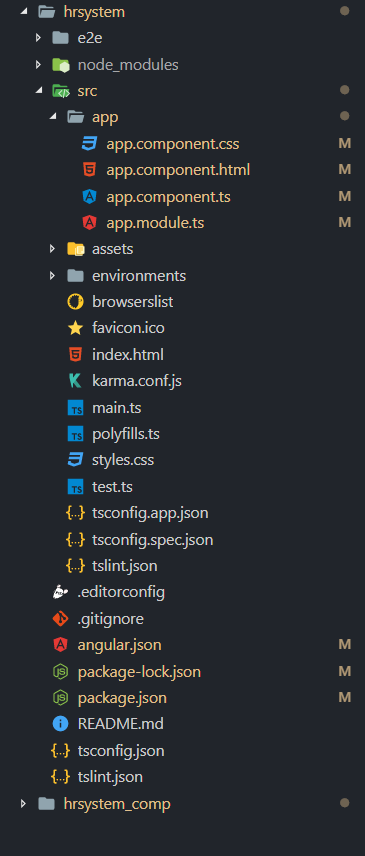 hrsystem
e2e
node_modules
src
app
app.component.css M
app.component.html M
app.component.ts M
app.module.ts M
assets
environments
browserslist
favicon.ico
index.html
karma.conf.js
main.ts
polyfills.ts
styles.css
test.ts
tsconfig.app.json
tsconfig.spec.json
tslint.json
.editorconfig
.gitignore
angular.json M
package-lock.json M
package.json M
README.md
tsconfig.json
tslint.json
hrsystem_comp